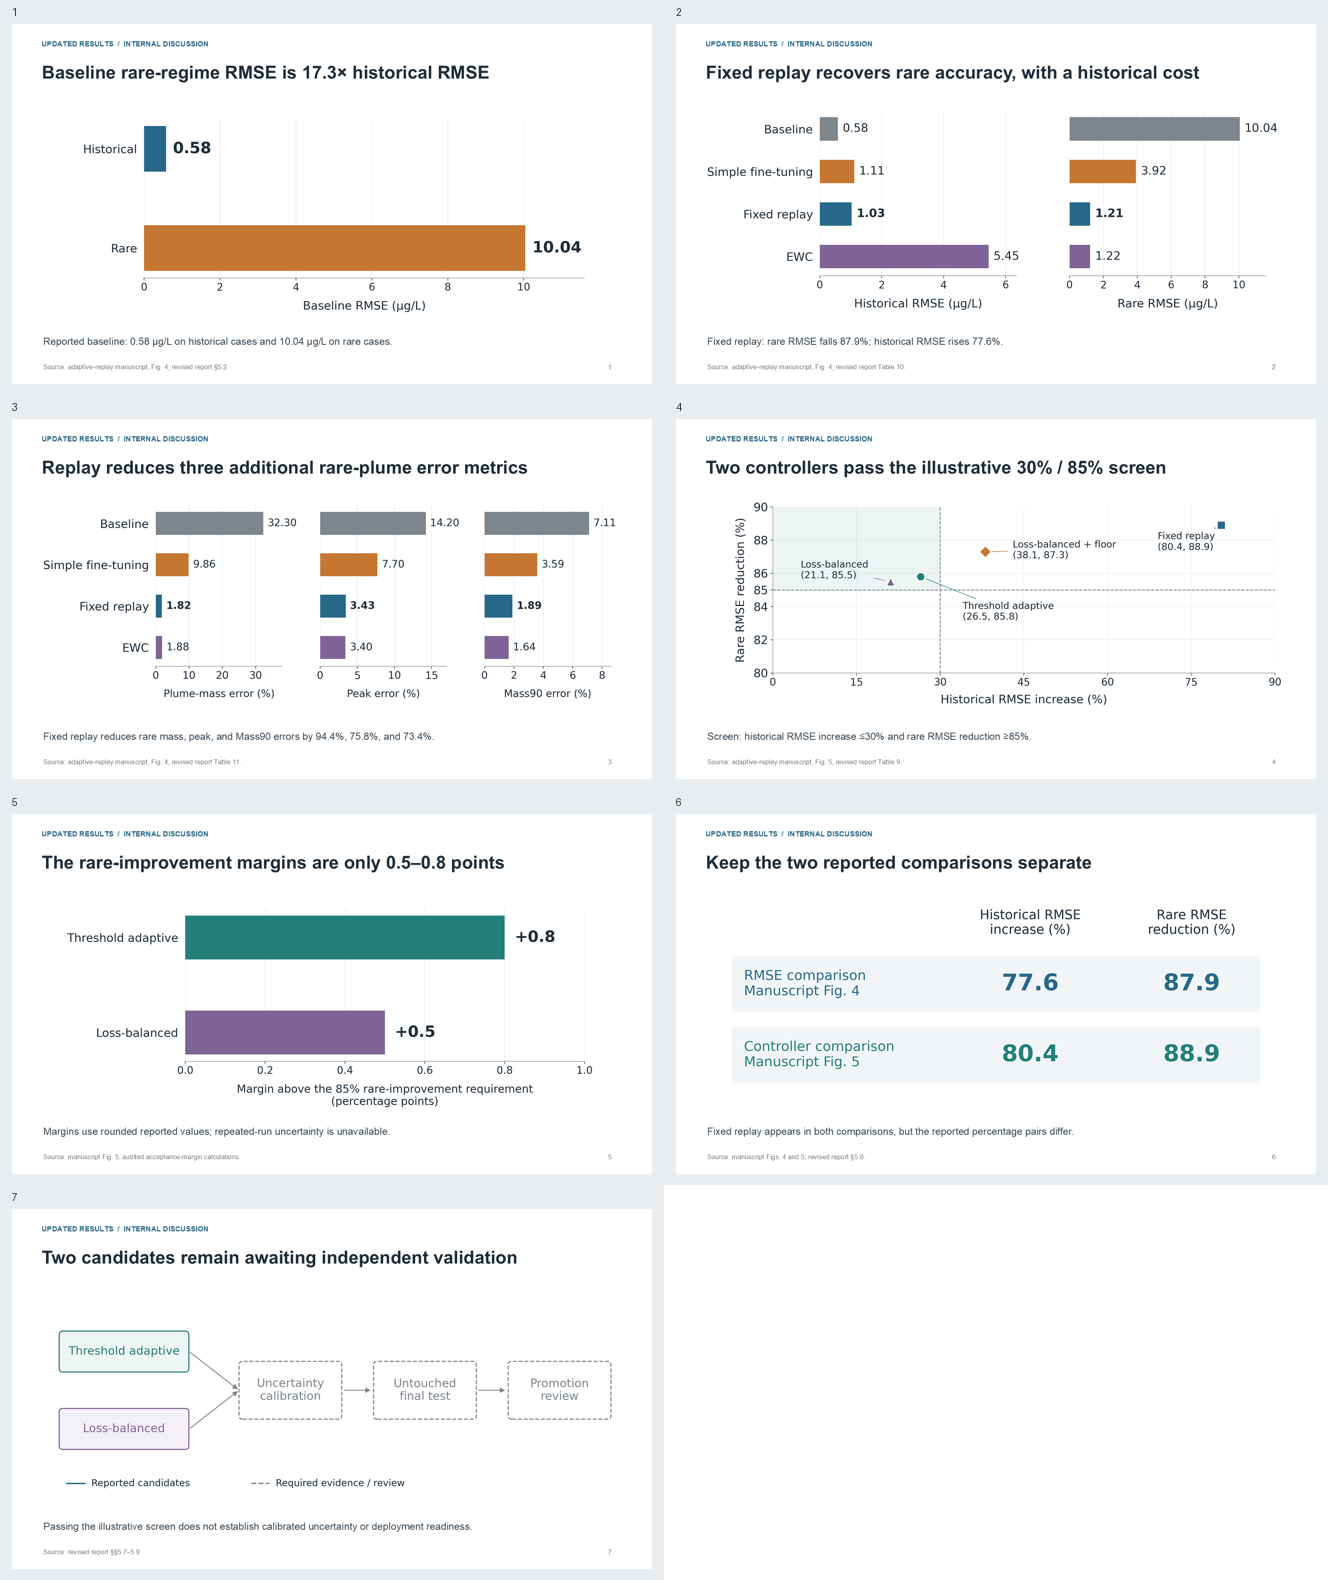 1
UPDATED RESULTS / INTERNAL DISCUSSION
Baseline rare-regime RMSE is 17.3× historical RMSE
Historical
0.58
Rare
10.04
0 2 4 6 8 10
Baseline RMSE (µg/L)
Reported baseline: 0.58 µg/L on historical cases and 10.04 µg/L on rare cases.
Source: adaptive-replay manuscript, Fig. 4; revised report §5.2.
1
2
UPDATED RESULTS / INTERNAL DISCUSSION
Fixed replay recovers rare accuracy, with a historical cost
Baseline 0.58 10.04
Simple fine-tuning 1.11 3.92
Fixed replay 1.03 1.21
EWC 5.45 1.22
0 2 4 6 0 2 4 6 8 10
Historical RMSE (µg/L) Rare RMSE (µg/L)
Fixed replay: rare RMSE falls 87.9%; historical RMSE rises 77.6%.
Source: adaptive-replay manuscript, Fig. 4; revised report Table 10.
2
3
UPDATED RESULTS / INTERNAL DISCUSSION
Replay reduces three additional rare-plume error metrics
Baseline 32.30 14.20 7.11
Simple fine-tuning 9.86 7.70 3.59
Fixed replay 1.82 3.43 1.89
EWC 1.88 3.40 1.64
0 10 20 30 0 5 10 15 0 2 4 6 8
Plume-mass error (%) Peak error (%) Mass90 error (%)
Fixed replay reduces rare mass, peak, and Mass90 errors by 94.4%, 75.8%, and 73.4%.
Source: adaptive-replay manuscript, Fig. 4; revised report Table 11.
3
4
UPDATED RESULTS / INTERNAL DISCUSSION
Two controllers pass the illustrative 30% / 85% screen
Rare RMSE reduction (%)
90
88
86
85
84
82
80
Fixed replay
(80.4, 88.9)
Loss-balanced + floor
(38.1, 87.3)
Loss-balanced
(21.1, 85.5)
Threshold adaptive
(26.5, 85.8)
0 15 30 45 60 75 90
Historical RMSE increase (%)
Screen: historical RMSE increase ≤30% and rare RMSE reduction ≥85%.
Source: adaptive-replay manuscript, Fig. 5; revised report Table 9.
4
5
UPDATED RESULTS / INTERNAL DISCUSSION
The rare-improvement margins are only 0.5–0.8 points
Threshold adaptive +0.8
Loss-balanced +0.5
0.0 0.2 0.4 0.6 0.8 1.0
Margin above the 85% rare-improvement requirement
(percentage points)
Margins use rounded reported values; repeated-run uncertainty is unavailable.
Source: manuscript Fig. 5; audited acceptance-margin calculations.
5
6
UPDATED RESULTS / INTERNAL DISCUSSION
Keep the two reported comparisons separate
Historical RMSE
increase (%)
Rare RMSE
reduction (%)
RMSE comparison
Manuscript Fig. 4
77.6 87.9
Controller comparison
Manuscript Fig. 5
80.4 88.9
Fixed replay appears in both comparisons, but the reported percentage pairs differ.
Source: manuscript Figs. 4 and 5; revised report §5.6.
6
7
UPDATED RESULTS / INTERNAL DISCUSSION
Two candidates remain awaiting independent validation
Threshold adaptive
Loss-balanced
Uncertainty
calibration
Untouched
final test
Promotion
review
Reported candidates
Required evidence / review
Passing the illustrative screen does not establish calibrated uncertainty or deployment readiness.
Source: revised report §§5.7–5.9.
7